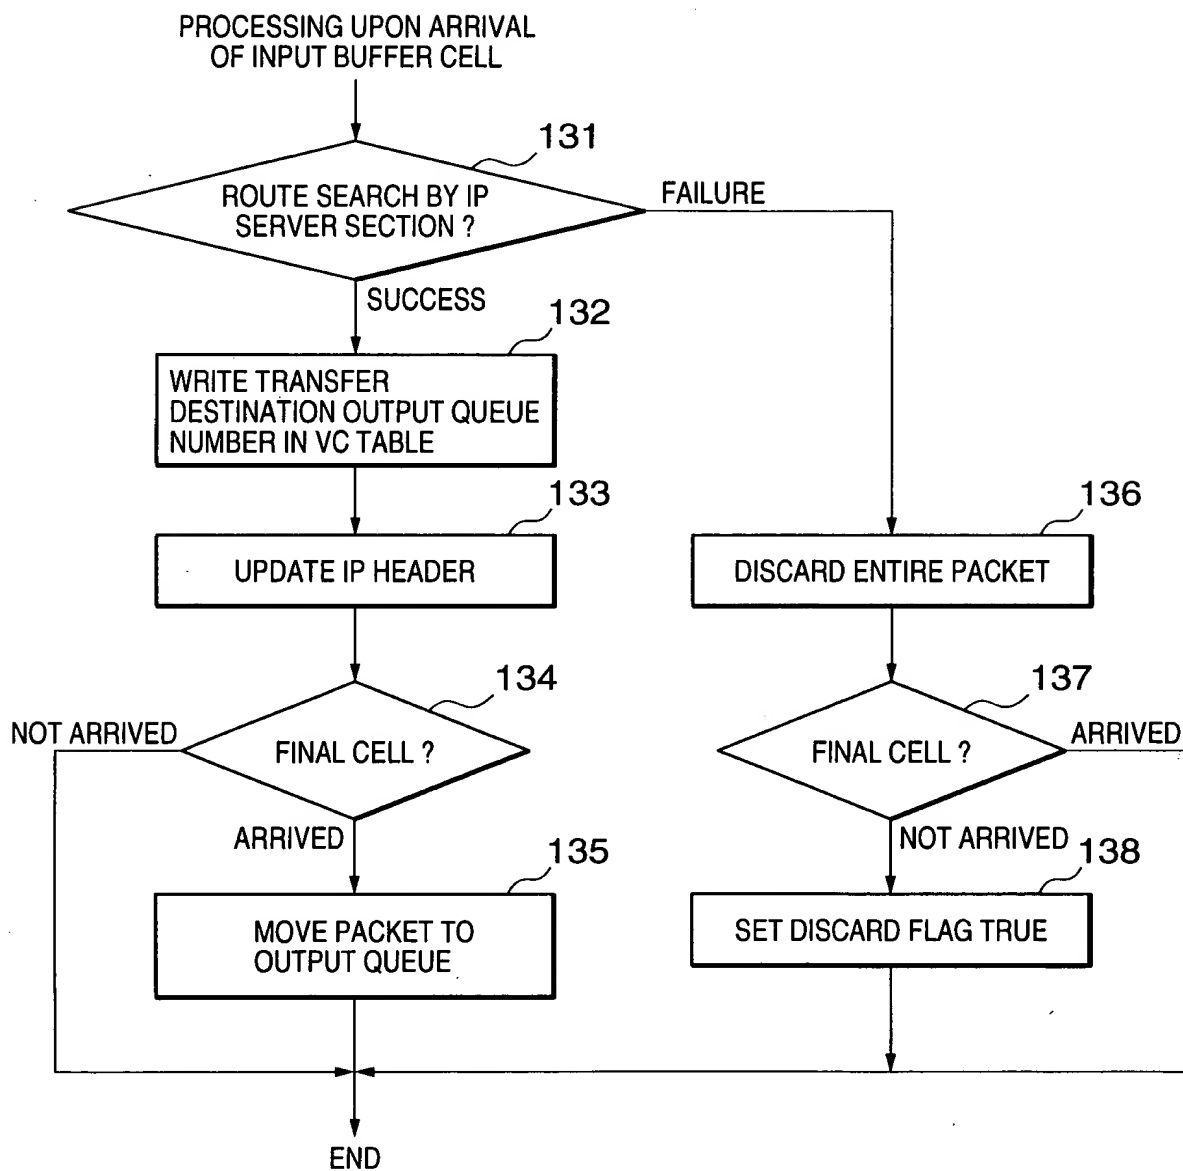 PROCESSING UPON ARRIVAL
OF INPUT BUFFER CELL
131
ROUTE SEARCH BY IP
SERVER SECTION ?
FAILURE
SUCCESS
132
WRITE TRANSFER
DESTINATION OUTPUT QUEUE
NUMBER IN VC TABLE
133
UPDATE IP HEADER
136
DISCARD ENTIRE PACKET
134
NOT ARRIVED
FINAL CELL ?
ARRIVED
137
FINAL CELL ?
ARRIVED
NOT ARRIVED
135
MOVE PACKET TO
OUTPUT QUEUE
138
SET DISCARD FLAG TRUE
END